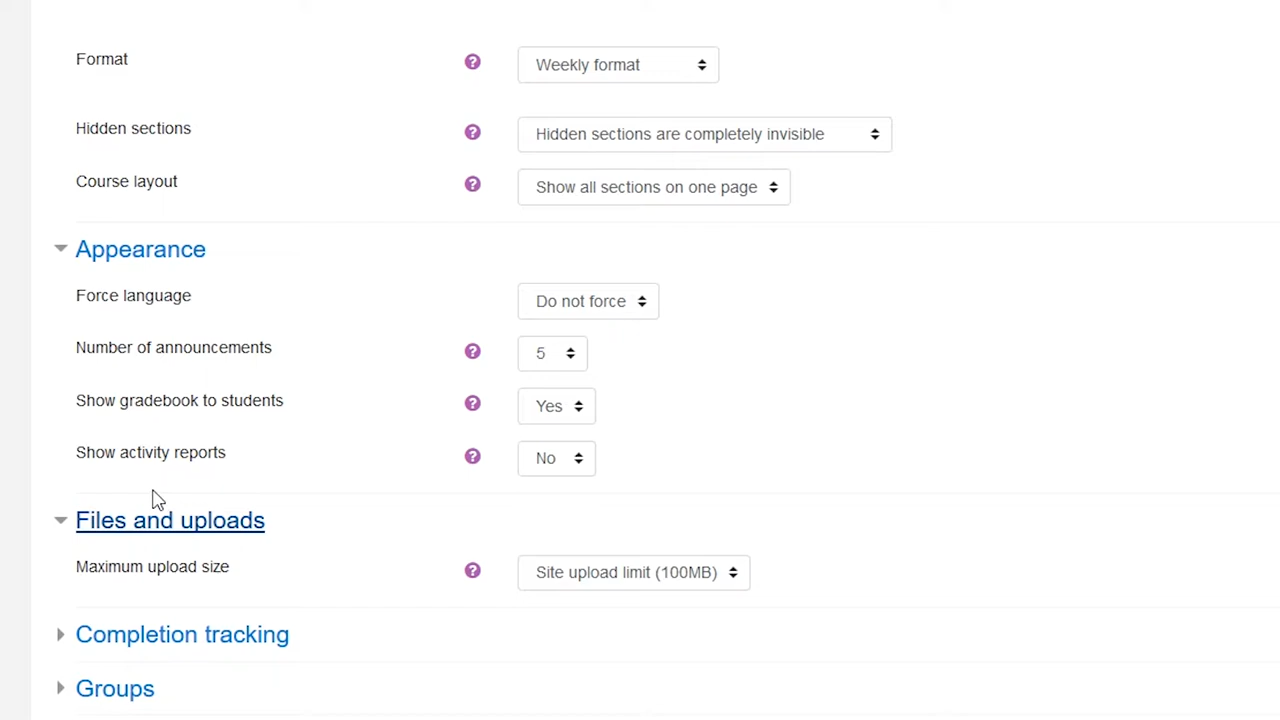 Format
Weekly format
Hidden sections
Hidden sections are completely invisible
Course layout
Show all sections on one page
Appearance
Force language
Do not force
Number of announcements
5
Show gradebook to students
Yes
Show activity reports
No
Files and uploads
Maximum upload size
Site upload limit (100MB)
Completion tracking
Groups